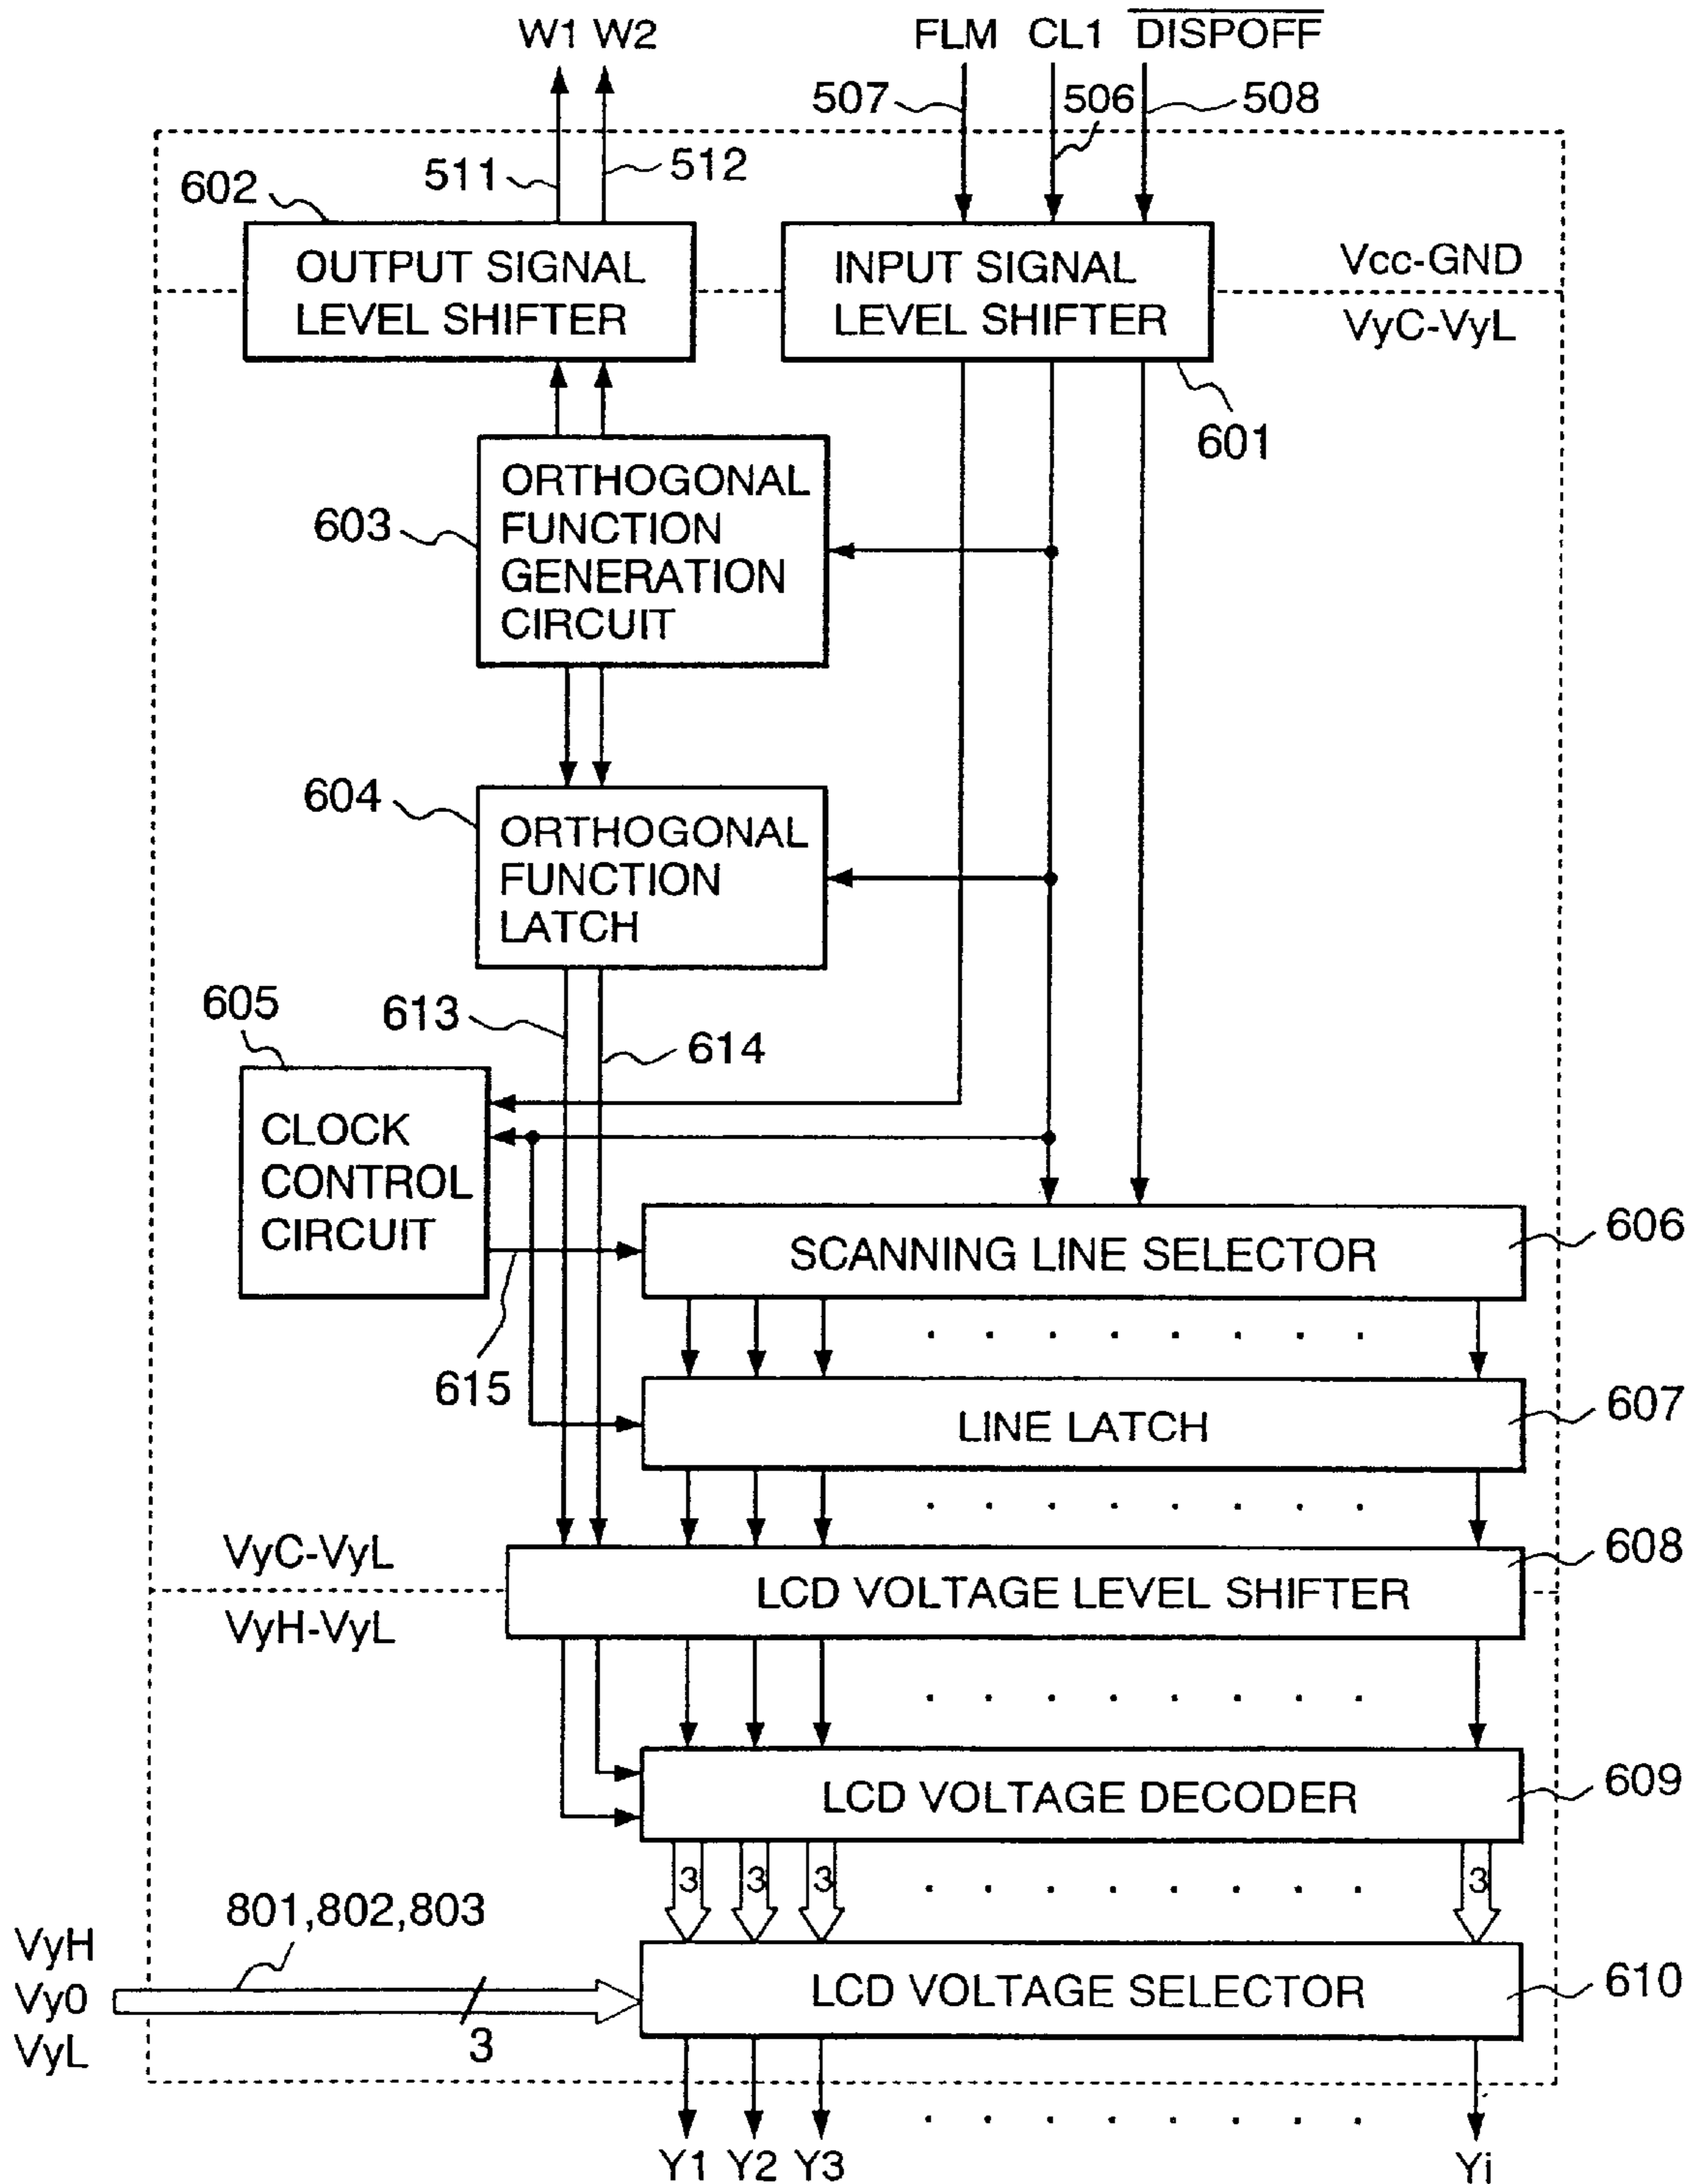 W1 W2 FLM CL1 DISPOFF
507 506 508
511 512
602
OUTPUT SIGNAL
LEVEL SHIFTER
INPUT SIGNAL
LEVEL SHIFTER
Vcc-GND
VyC-VyL
601
603
ORTHOGONAL
FUNCTION
GENERATION
CIRCUIT
604
ORTHOGONAL
FUNCTION
LATCH
605
613
614
CLOCK
CONTROL
CIRCUIT
615
SCANNING LINE SELECTOR
606
LINE LATCH
607
VyC-VyL
VyH-VyL
LCD VOLTAGE LEVEL SHIFTER
608
LCD VOLTAGE DECODER
609
3 3 3 3
801,802,803
VyH
Vy0
VyL
3
LCD VOLTAGE SELECTOR
610
Y1 Y2 Y3 Yi